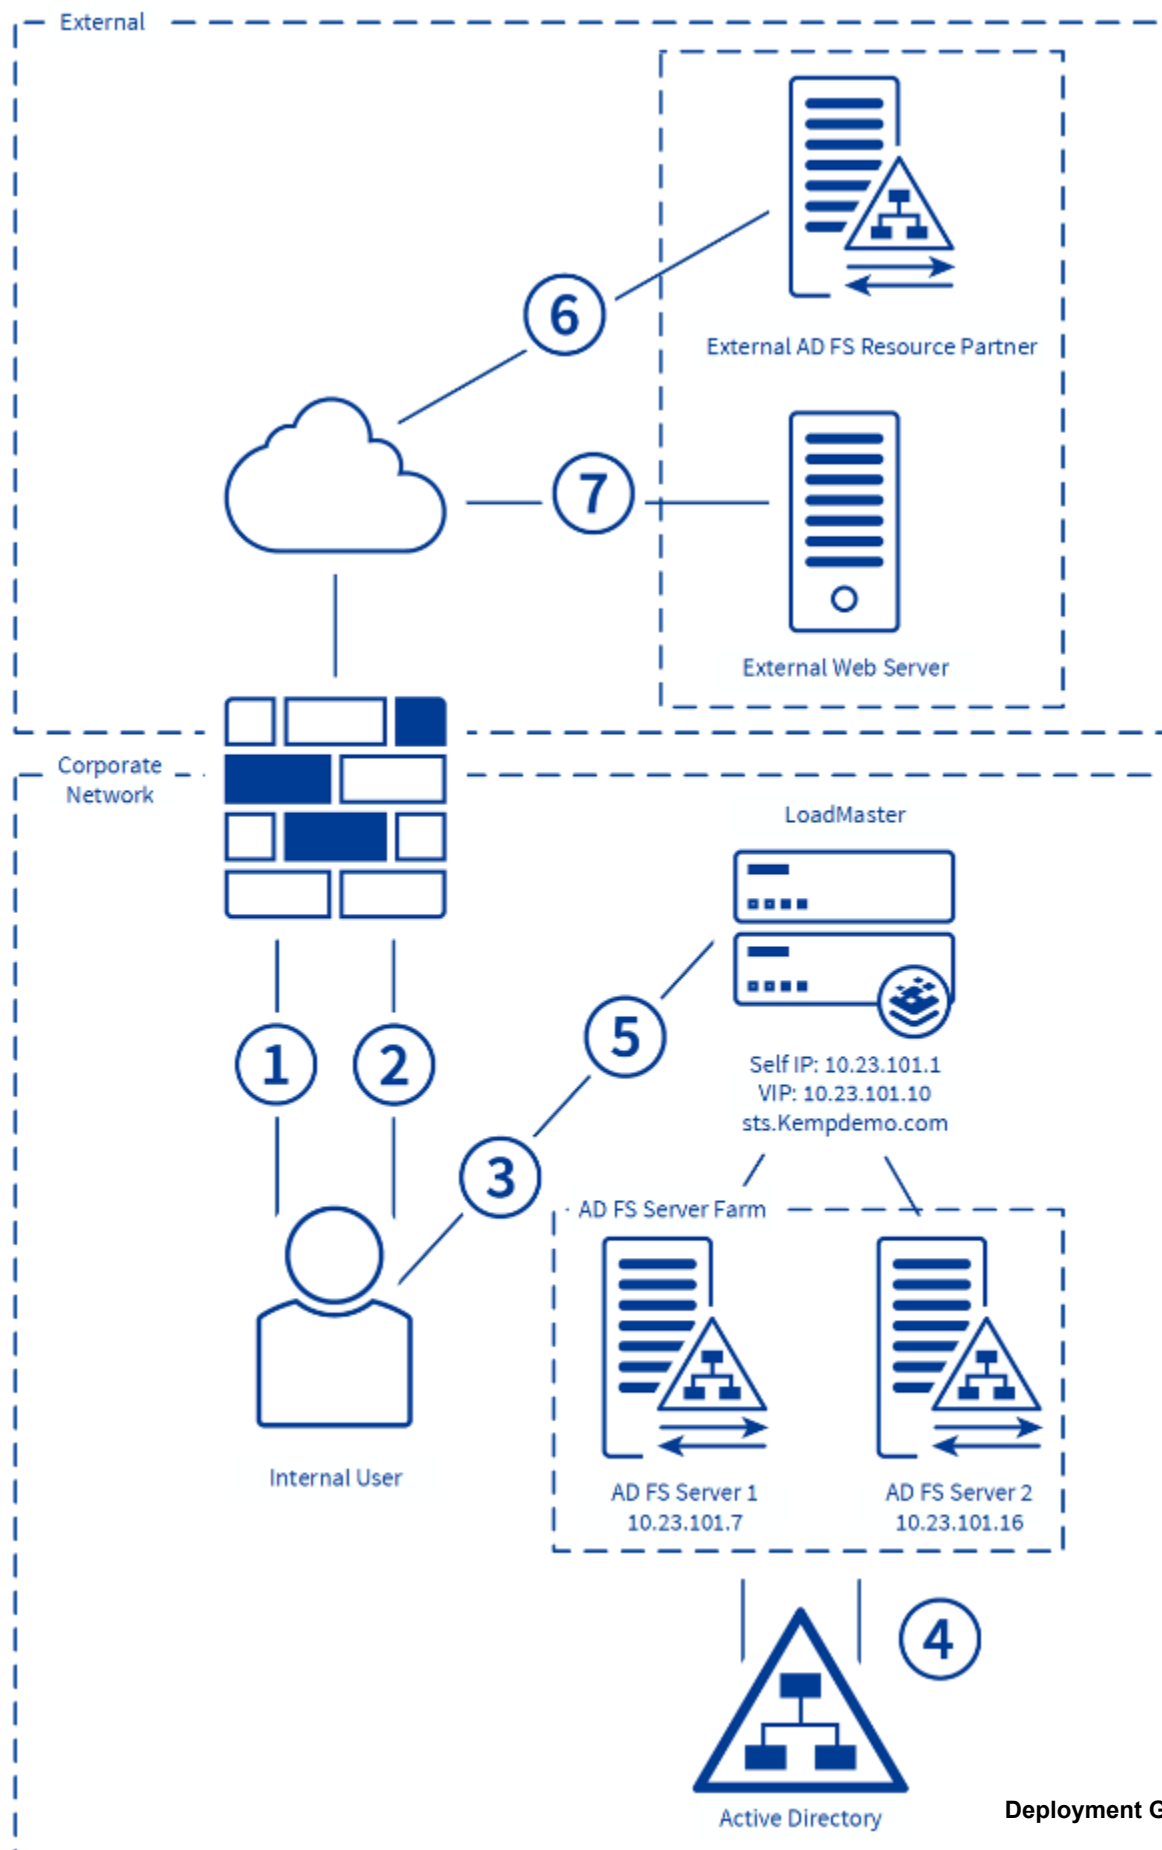 External
External AD FS Resource Partner
6
7
External Web Server
Corporate
Network
LoadMaster
Self IP: 10.23.101.1
VIP: 10.23.101.10
sts.Kempdemo.com
1
2
5
3
AD FS Server Farm
AD FS Server 1
10.23.101.7
AD FS Server 2
10.23.101.16
Internal User
4
Active Directory
Deployment G